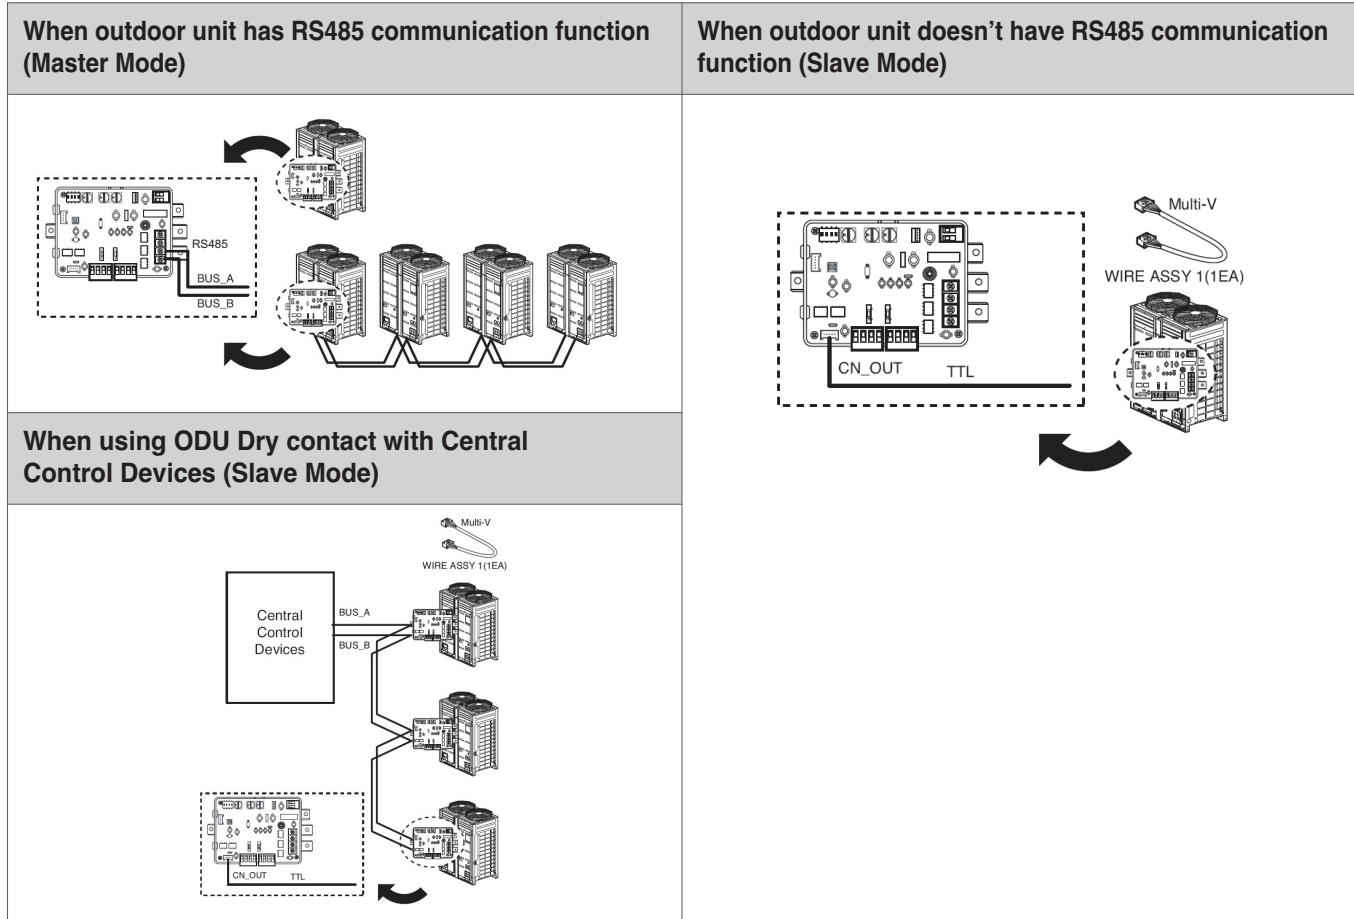 When outdoor unit has RS485 communication function
(Master Mode)
RS485
BUS_A
BUS_B
When outdoor unit doesn't have RS485 communication
function (Slave Mode)
Multi-V
WIRE ASSY 1(1EA)
CN_OUT TTL
When using ODU Dry contact with Central
Control Devices (Slave Mode)
Multi-V
WIRE ASSY 1(1EA)
Central
Control
Devices
BUS_A
BUS_B
CN_OUT TTL